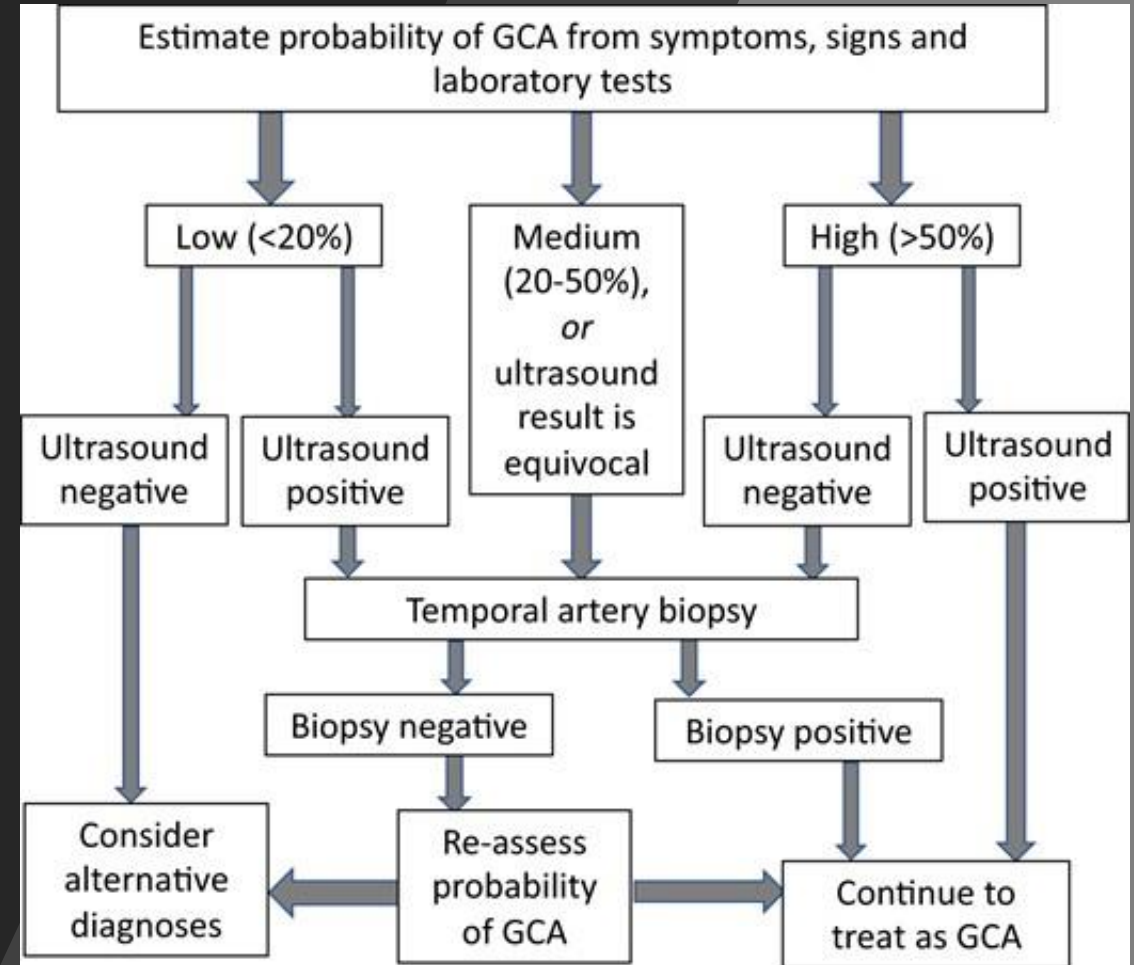 Estimate probability of GCA from symptoms, signs and
laboratory tests
Low (<20%)
Medium
(20-50%),
or
ultrasound
result is
equivocal
High (>50%)
Ultrasound
negative
Ultrasound
positive
Ultrasound
negative
Ultrasound
positive
Temporal artery biopsy
Biopsy negative
Biopsy positive
Consider
alternative
diagnoses
Re-assess
probability
of GCA
Continue to
treat as GCA